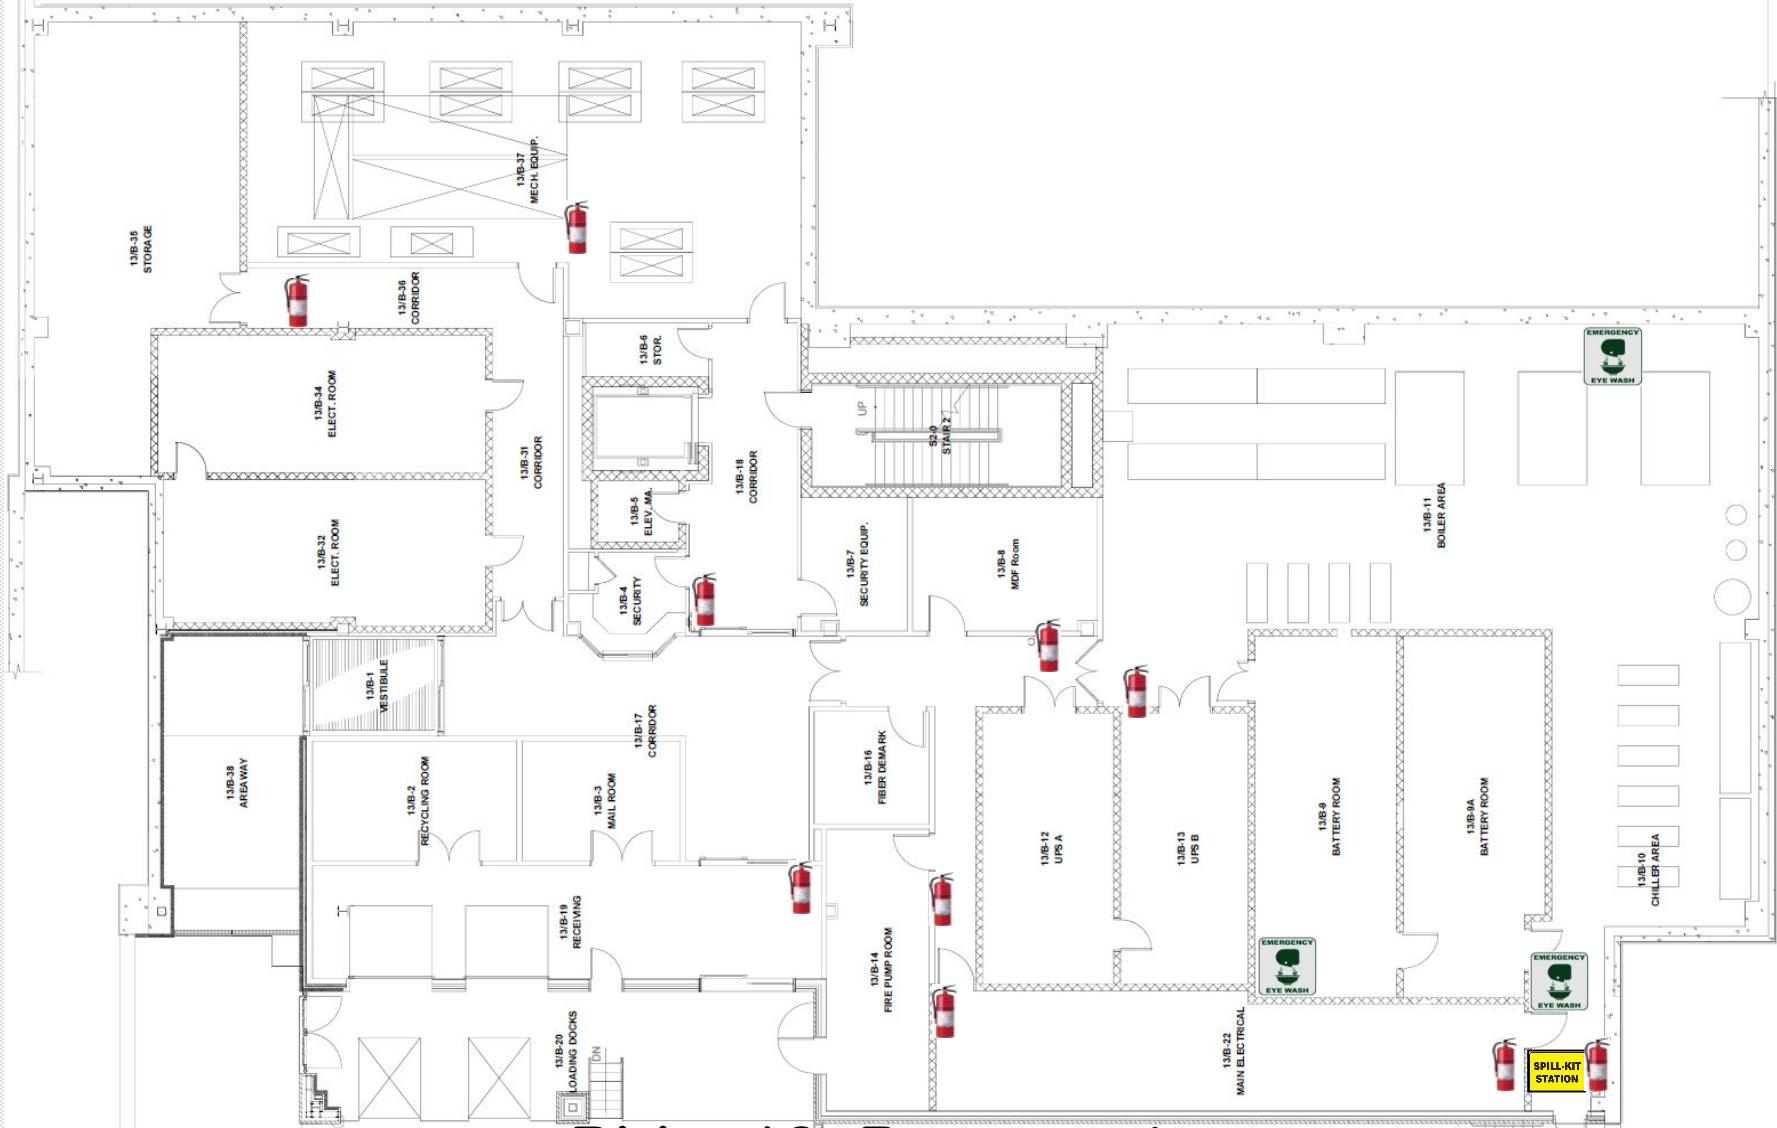 13/B-35
STORAGE
13/B-37
MECH. EQUIP.
13/B-36
CORRIDOR
13/B-34
ELECT. ROOM
13/B-32
ELECT. ROOM
13/B-31
CORRIDOR
13/B-6
STOR.
13/B-5
ELEV. MA.
13/B-4
SECURITY
13/B-18
CORRIDOR
UP
S2-0
STAIR 2
13/B-7
SECURITY EQUIP.
13/B-8
MDF Room
13/B-11
BOILER AREA
EMERGENCY
EYE WASH
13/B-1
VESTIBULE
13/B-17
CORRIDOR
13/B-38
AREAWAY
13/B-2
RECYCLING ROOM
13/B-3
MAIL ROOM
13/B-16
FIBER DEMARK
13/B-12
UPS A
13/B-13
UPS B
13/B-9
BATTERY ROOM
13/B-9A
BATTERY ROOM
13/B-10
CHILLER AREA
13/B-19
RECEIVING
13/B-14
FIRE PUMP ROOM
EMERGENCY
EYE WASH
EMERGENCY
EYE WASH
13/B-20
LOADING DOCKS
DN
13/B-22
MAIN ELECTRICAL
SPILL-KIT
STATION